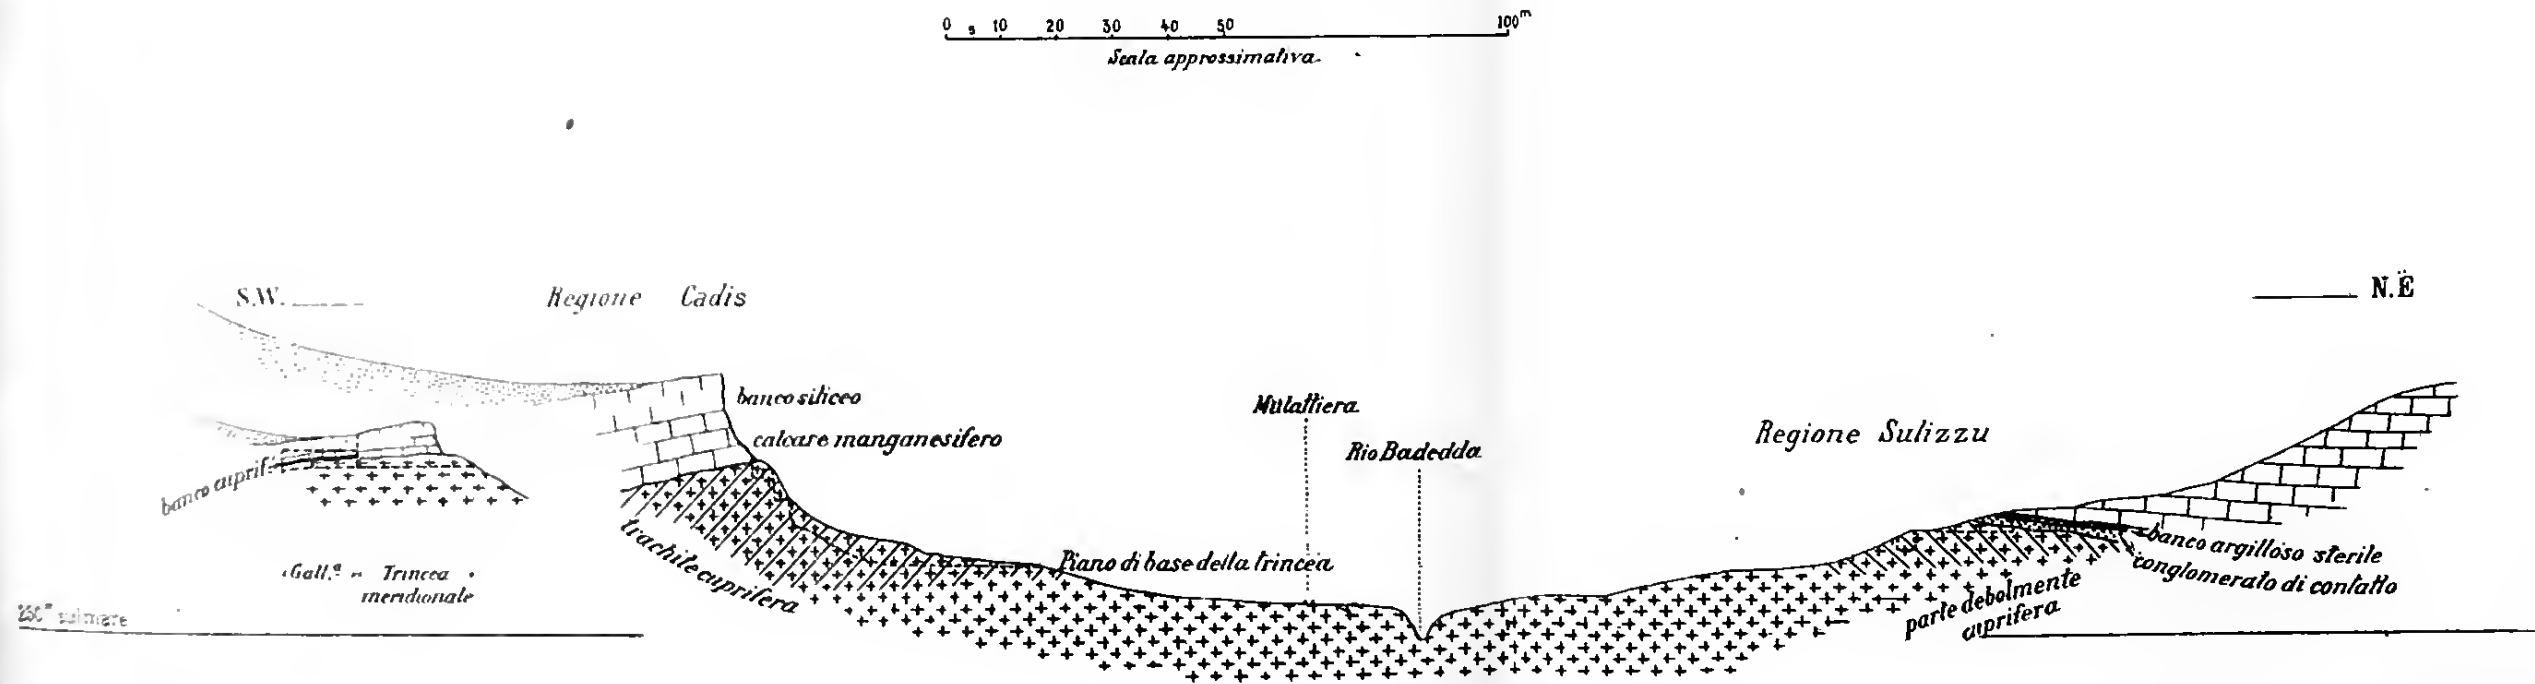 0 5 10 20 30 40 50 100m
Scala approssimativa
S.W.
Regione Cadis
N.E
banco siliceo
calcare manganesifero
Mulattiera
Rio Badedda
Regione Sulizzu
banco cuprif.
trachite cuprifera
Piano di base della trincea
banco argilloso sterile
conglomerato di contatto
parte debolmente
cuprifera
Gall.a Trincea
meridionale
sul mare